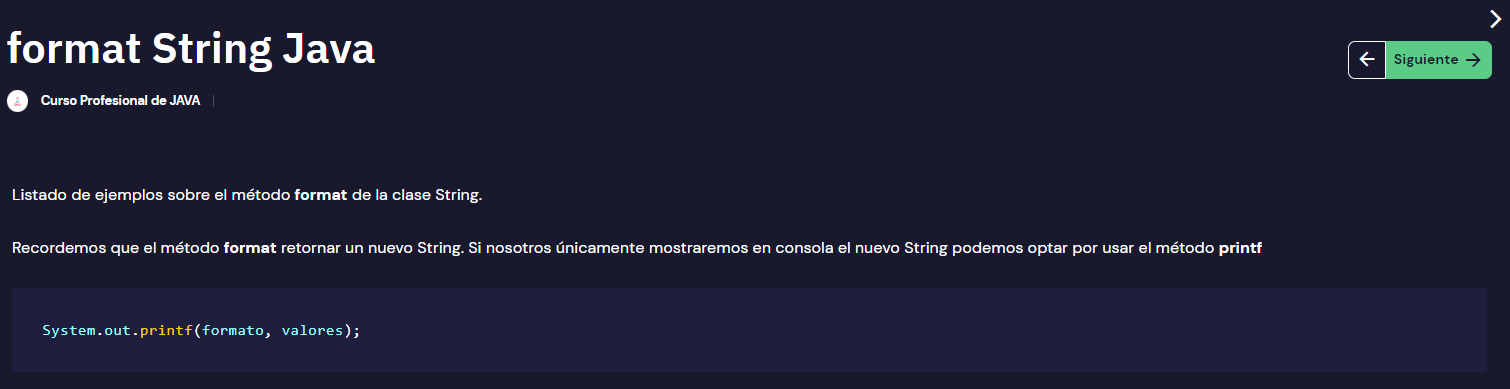 format String Java
Siguiente
Curso Profesional de JAVA
Listado de ejemplos sobre el método format de la clase String.
Recordemos que el método format retornar un nuevo String. Si nosotros únicamente mostraremos en consola el nuevo String podemos optar por usar el método printf
System.out.printf(formato, valores);